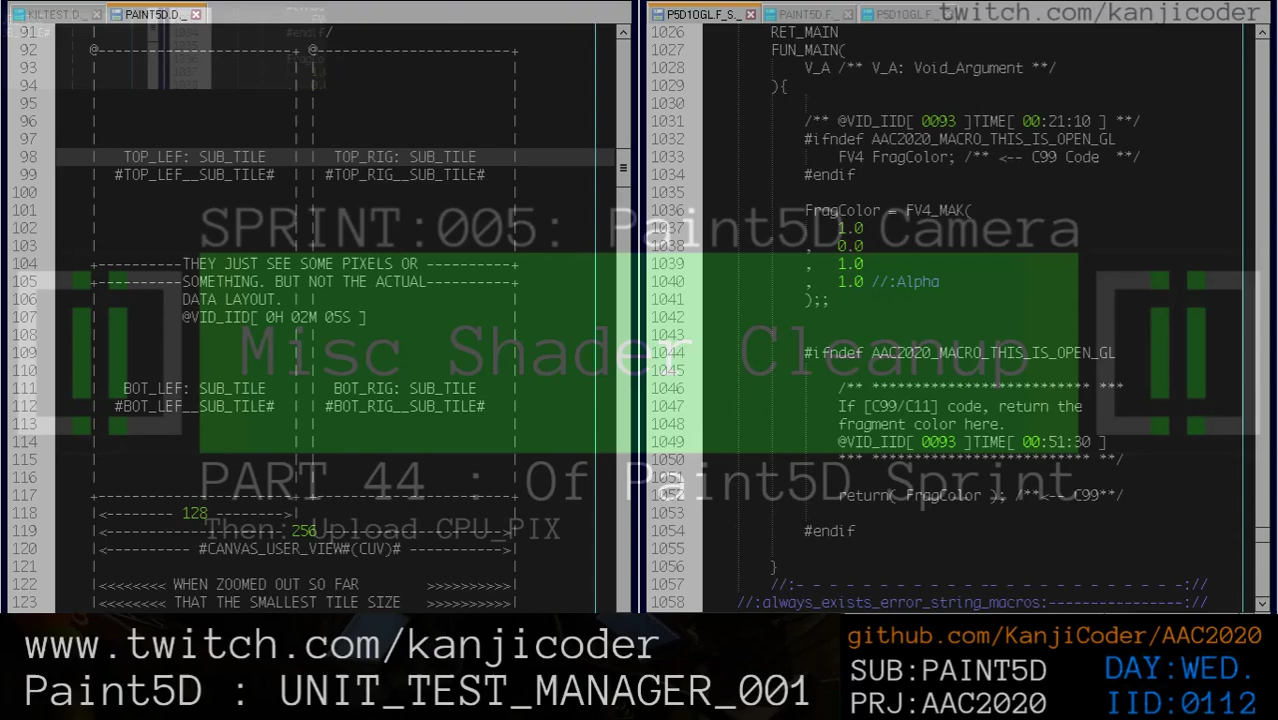 KILTEST.D._ PAINT5D.D._
91 /
92 @-----------------------+ @-----------------------+
93
94
95
96
97
98 TOP_LEF: SUB_TILE | | TOP_RIG: SUB_TILE
99 #TOP_LEF__SUB_TILE# | | #TOP_RIG__SUB_TILE#
100
101
102
103
104 +----------THEY JUST SEE SOME PIXELS OR ----------+
105 +----------SOMETHING. BUT NOT THE ACTUAL----------+
106 DATA LAYOUT.
107 @VID_IID[ 0H 02M 05S ]
108
109
110
111 BOT_LEF: SUB_TILE | | BOT_RIG: SUB_TILE
112 #BOT_LEF__SUB_TILE# | | #BOT_RIG__SUB_TILE#
113
114
115
116
117
118 |<-------- 128 -------->|
119 256
120 |<---------- #CANVAS_USER_VIEW#(CUV)# ----------->|
121
122 <<<<<<<< WHEN ZOOMED OUT SO FAR >>>>>>>>>>
123 <<<<<<<< THAT THE SMALLEST TILE SIZE >>>>>>>>>>
P5D10GL.F_S._ PAINT5D.F._ P5D10GL.F_
twitch.com/kanjicoder
1026 RET_MAIN
1027 FUN_MAIN(
1028 V_A /** V_A: Void_Argument **/
1029 ){
1030
1031 /** @VID_IID[ 0093 ]TIME[ 00:21:10 ] **/
1032 #ifndef AAC2020_MACRO_THIS_IS_OPEN_GL
1033 FV4 FragColor; /** <-- C99 Code **/
1034 #endif
1035
1036 FragColor = FV4_MAK(
1037 1.0
1038 , 0.0
1039 , 1.0
1040 , 1.0 //:Alpha
1041 );;
1042
1043
1044 #ifndef AAC2020_MACRO_THIS_IS_OPEN_GL
1045
1046 /** ************************** ***
1047 If [C99/C11] code, return the
1048 fragment color here.
1049 @VID_IID[ 0093 ]TIME[ 00:51:30 ]
1050 *** ************************** **/
1051
1052 return( FragColor ); /**<-- C99**/
1053
1054 #endif
1055
1056 }
1057 //:- - - - - - - - - - - -- - - - - - - - - - - -://
1058 //:always_exists_error_string_macros:----------------://
SPRINT:005: Paint5D Camera
Misc Shader Cleanup
PART 44 : Of Paint5D Sprint
Then: Upload CPU_PIX
www.twitch.com/kanjicoder
Paint5D : UNIT_TEST_MANAGER_001
github.com/KanjiCoder/AAC2020
SUB:PAINT5D DAY:WED.
PRJ:AAC2020 IID:0112